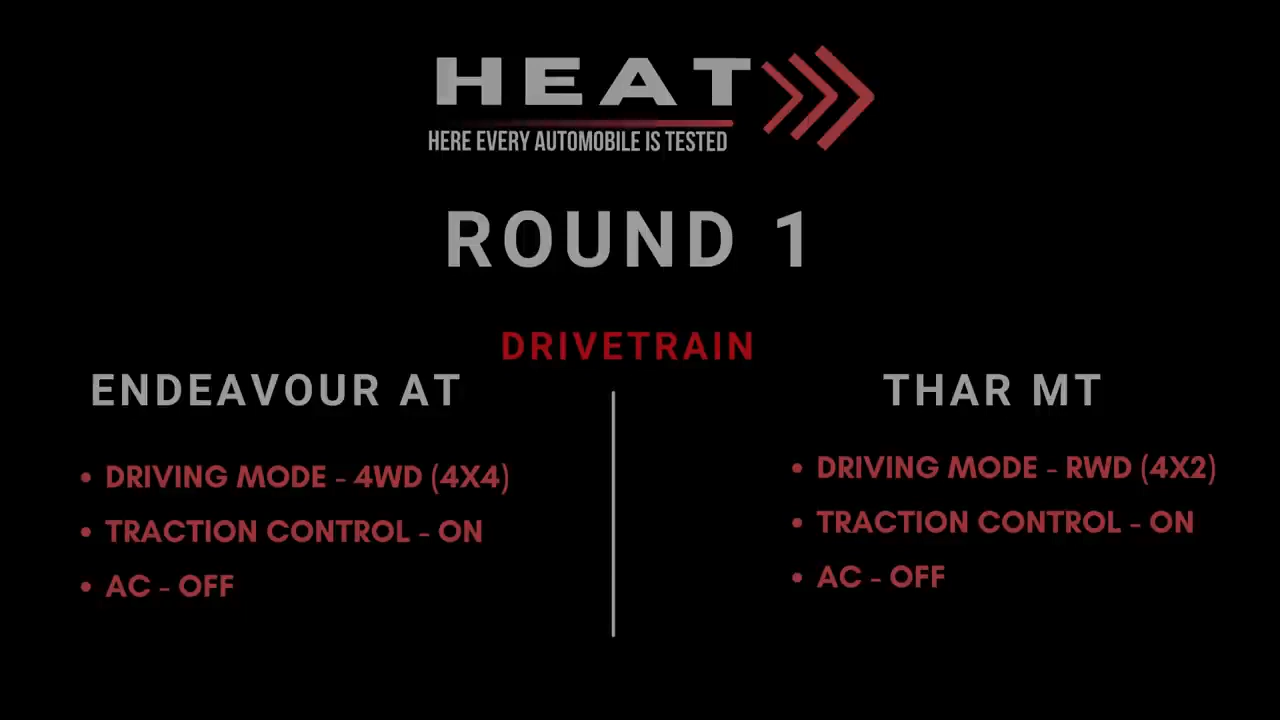 HEAT
HERE EVERY AUTOMOBILE IS TESTED
ROUND 1
DRIVETRAIN
ENDEAVOUR AT
• DRIVING MODE - 4WD (4X4)
• TRACTION CONTROL - ON
• AC - OFF
THAR MT
• DRIVING MODE - RWD (4X2)
• TRACTION CONTROL - ON
• AC - OFF